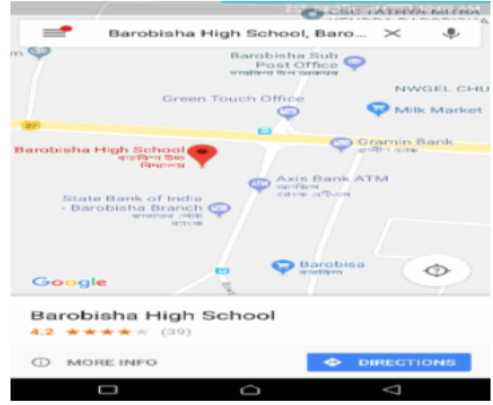 Barobisha High School, Baro...
Barobisha Sub
Post Office
NWGEL CHU
Green Touch Office
Milk Market
27
Gramin Bank
Barobisha High School
Axis Bank ATM
State Bank of India
- Barobisha Branch
Barobisa
Google
Barobisha High School
4.2 (39)
MORE INFO
DIRECTIONS